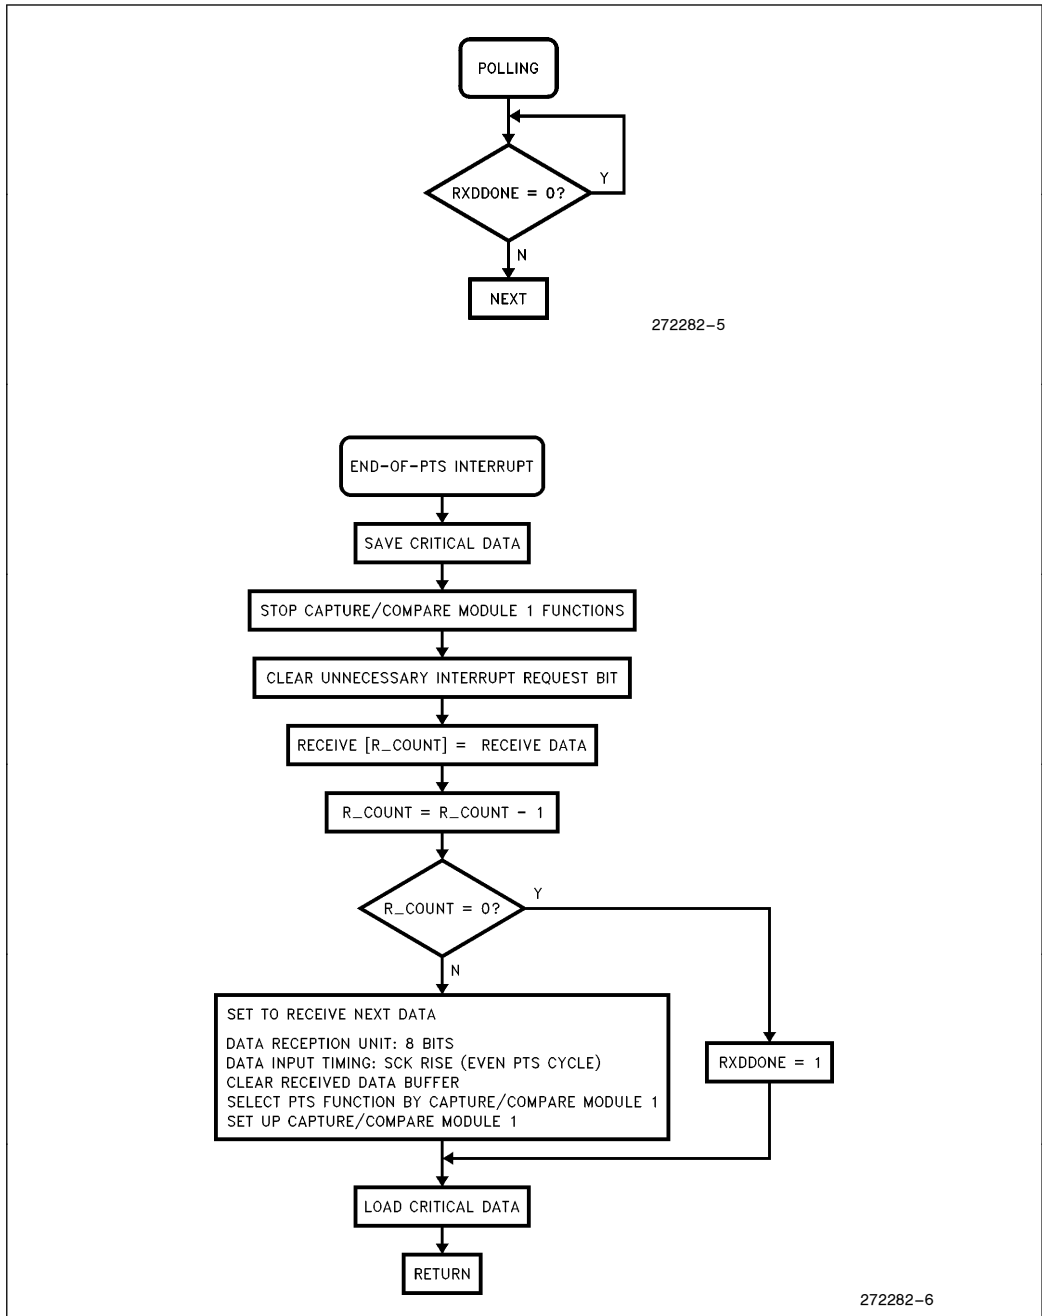 POLLING
RXDDONE = 0?
Y
N
NEXT
272282-5
END-OF-PTS INTERRUPT
SAVE CRITICAL DATA
STOP CAPTURE/COMPARE MODULE 1 FUNCTIONS
CLEAR UNNECESSARY INTERRUPT REQUEST BIT
RECEIVE [R_COUNT] = RECEIVE DATA
R_COUNT = R_COUNT - 1
R_COUNT = 0?
Y
N
SET TO RECEIVE NEXT DATA
DATA RECEPTION UNIT: 8 BITS
DATA INPUT TIMING: SCK RISE (EVEN PTS CYCLE)
CLEAR RECEIVED DATA BUFFER
SELECT PTS FUNCTION BY CAPTURE/COMPARE MODULE 1
SET UP CAPTURE/COMPARE MODULE 1
RXDDONE = 1
LOAD CRITICAL DATA
RETURN
272282-6